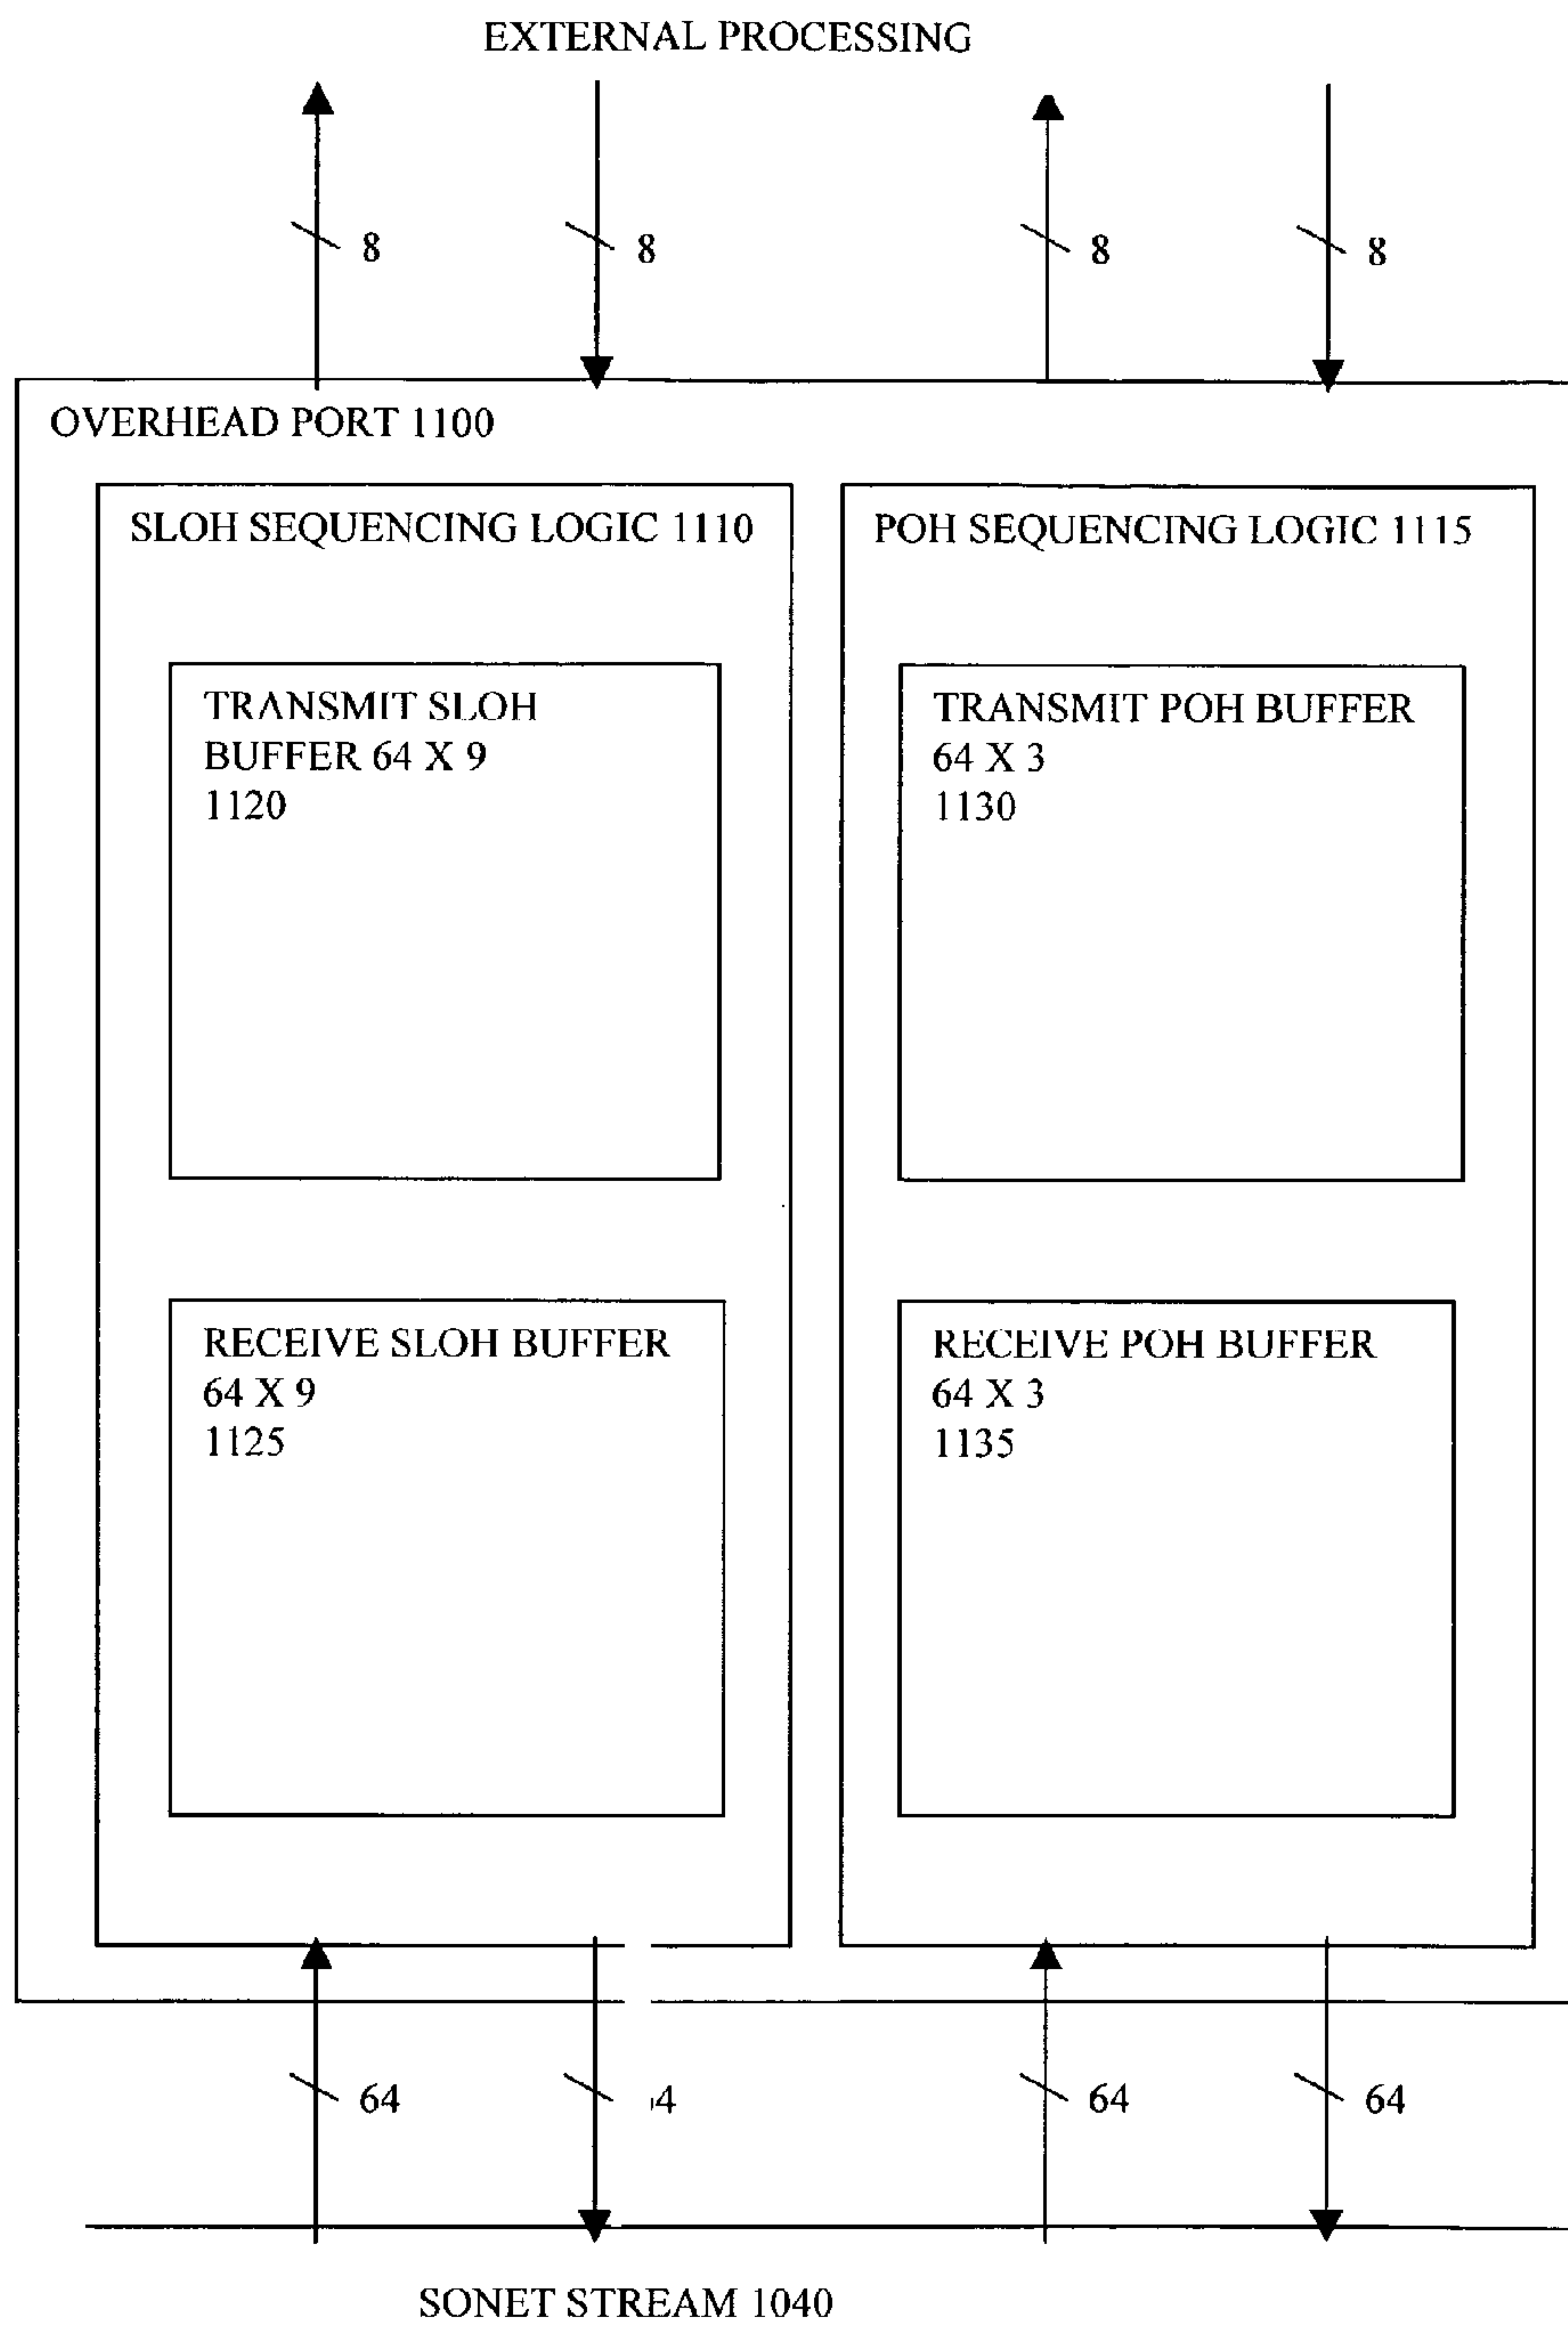 EXTERNAL PROCESSING
8 8 8 8
OVERHEAD PORT 1100
SLOH SEQUENCING LOGIC 1110
POH SEQUENCING LOGIC 1115
TRANSMIT SLOH
BUFFER 64 X 9
1120
TRANSMIT POH BUFFER
64 X 3
1130
RECEIVE SLOH BUFFER
64 X 9
1125
RECEIVE POH BUFFER
64 X 3
1135
64 4 64 64
SONET STREAM 1040